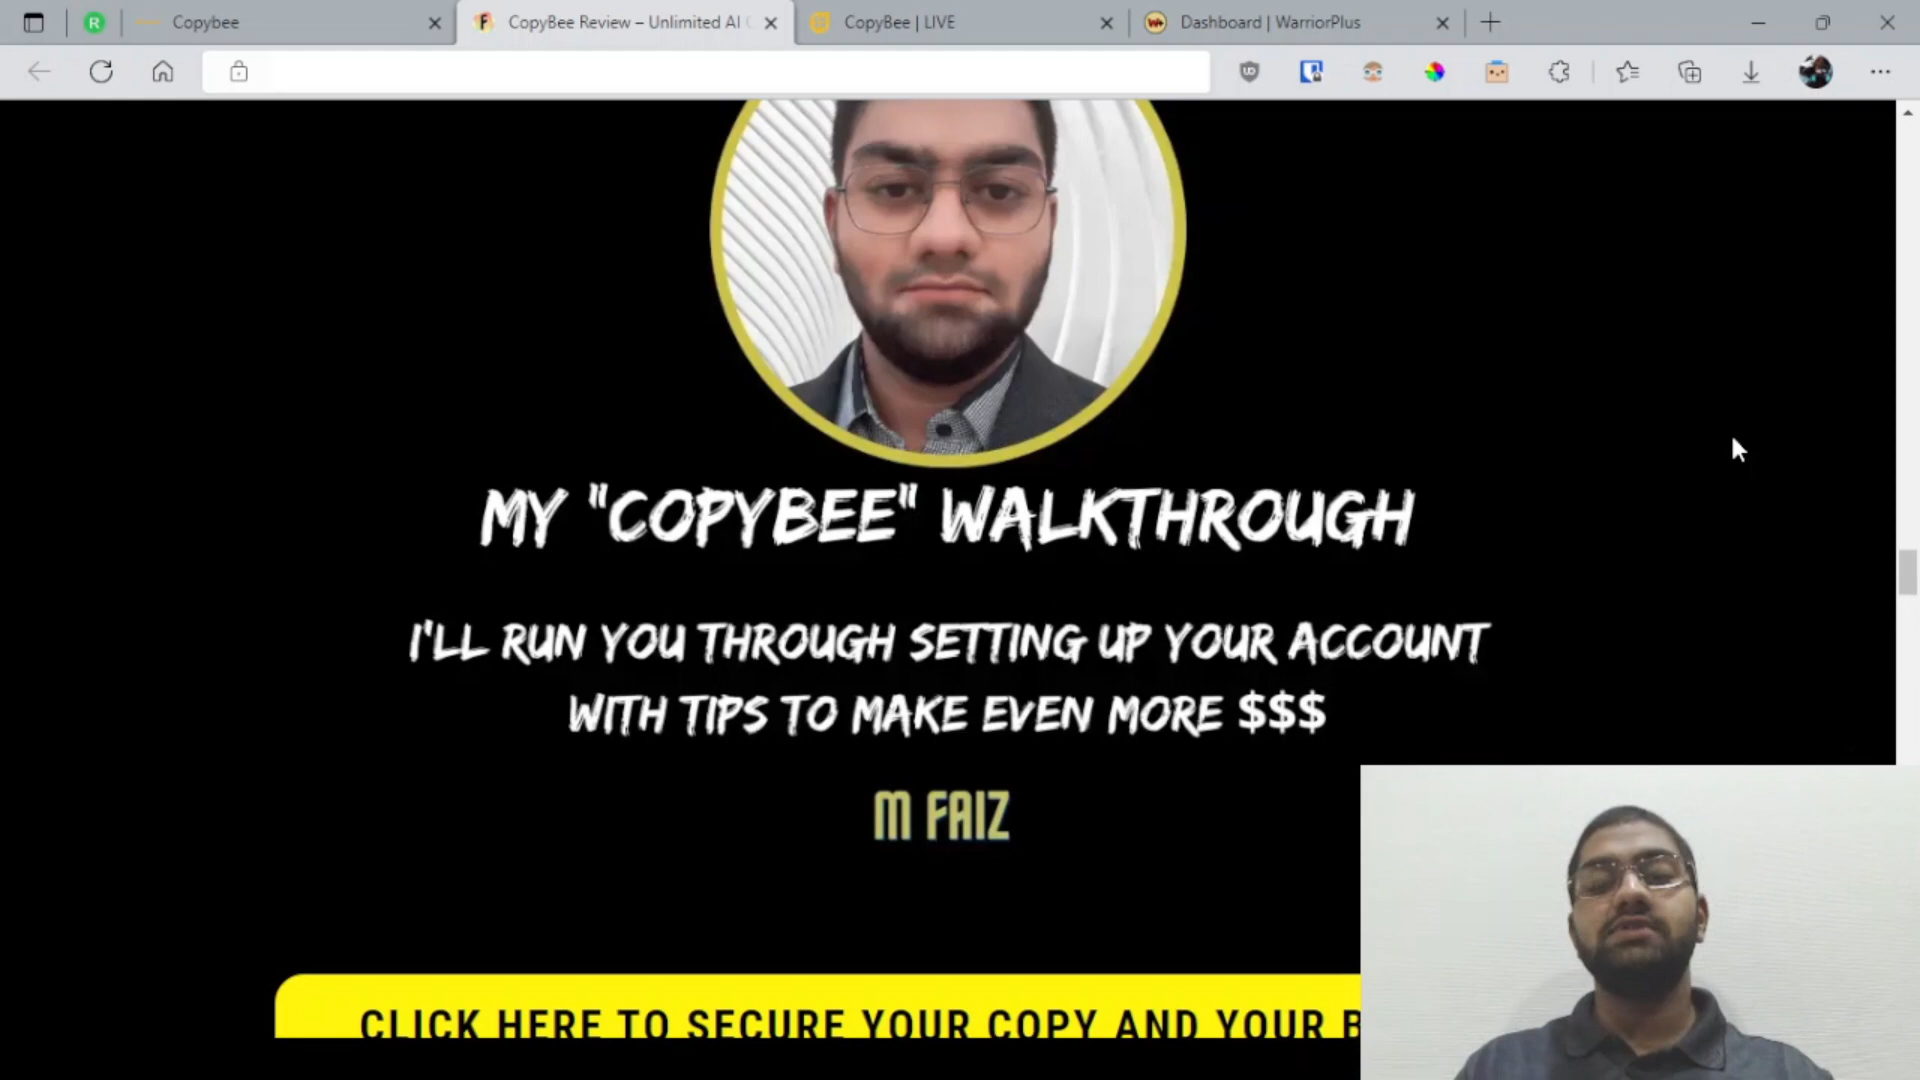 Copybee
CopyBee Review – Unlimited AI
CopyBee | LIVE
Dashboard | WarriorPlus
MY "COPYBEE" WALKTHROUGH
I'LL RUN YOU THROUGH SETTING UP YOUR ACCOUNT
WITH TIPS TO MAKE EVEN MORE $$$
M FAIZ
CLICK HERE TO SECURE YOUR COPY AND YOUR B